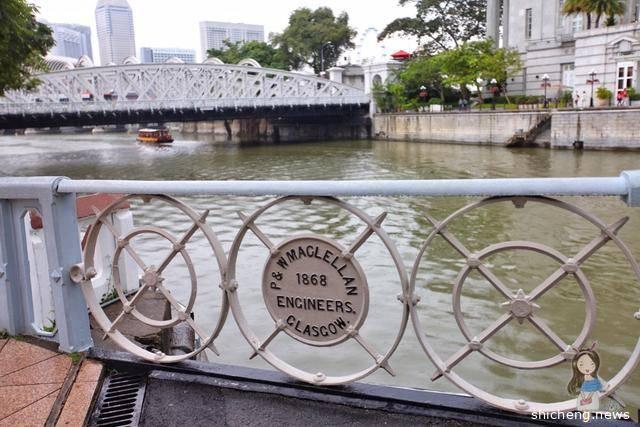 P & W MACLELLAN
1868
ENGINEERS.
GLASGOW.
shicheng.news